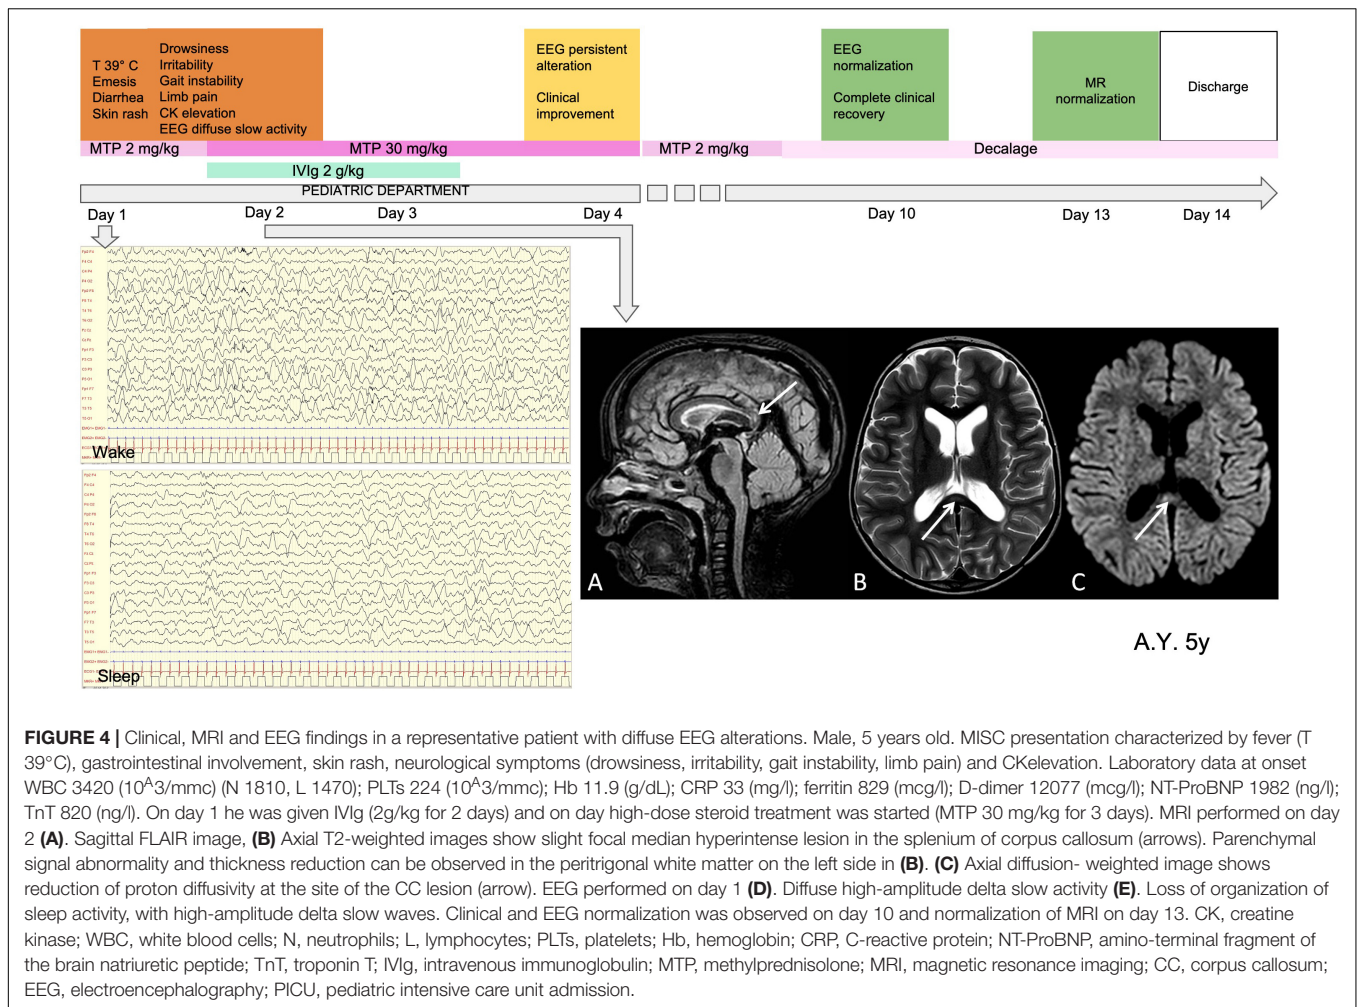 T 39° C
Emesis
Diarrhea
Skin rash
Drowsiness
Irritability
Gait instability
Limb pain
CK elevation
EEG diffuse slow activity
EEG persistent
alteration
Clinical
improvement
EEG
normalization
Complete clinical
recovery
MR
normalization
Discharge
MTP 2 mg/kg
MTP 30 mg/kg
MTP 2 mg/kg
Decalage
IVIg 2 g/kg
PEDIATRIC DEPARTMENT
Day 1
Day 2
Day 3
Day 4
Day 10
Day 13
Day 14
Wake
Sleep
A
B
C
A.Y. 5y
FIGURE 4 | Clinical, MRI and EEG findings in a representative patient with diffuse EEG alterations. Male, 5 years old. MISC presentation characterized by fever (T
39°C), gastrointestinal involvement, skin rash, neurological symptoms (drowsiness, irritability, gait instability, limb pain) and CKelevation. Laboratory data at onset
WBC 3420 (10^A3/mmc) (N 1810, L 1470); PLTs 224 (10^A3/mmc); Hb 11.9 (g/dL); CRP 33 (mg/l); ferritin 829 (mcg/l); D-dimer 12077 (mcg/l); NT-ProBNP 1982 (ng/l);
TnT 820 (ng/l). On day 1 he was given IVIg (2g/kg for 2 days) and on day high-dose steroid treatment was started (MTP 30 mg/kg for 3 days). MRI performed on day
2 (A). Sagittal FLAIR image, (B) Axial T2-weighted images show slight focal median hyperintense lesion in the splenium of corpus callosum (arrows). Parenchymal
signal abnormality and thickness reduction can be observed in the peritrigonal white matter on the left side in (B). (C) Axial diffusion- weighted image shows
reduction of proton diffusivity at the site of the CC lesion (arrow). EEG performed on day 1 (D). Diffuse high-amplitude delta slow activity (E). Loss of organization of
sleep activity, with high-amplitude delta slow waves. Clinical and EEG normalization was observed on day 10 and normalization of MRI on day 13. CK, creatine
kinase; WBC, white blood cells; N, neutrophils; L, lymphocytes; PLTs, platelets; Hb, hemoglobin; CRP, C-reactive protein; NT-ProBNP, amino-terminal fragment of
the brain natriuretic peptide; TnT, troponin T; IVIg, intravenous immunoglobulin; MTP, methylprednisolone; MRI, magnetic resonance imaging; CC, corpus callosum;
EEG, electroencephalography; PICU, pediatric intensive care unit admission.